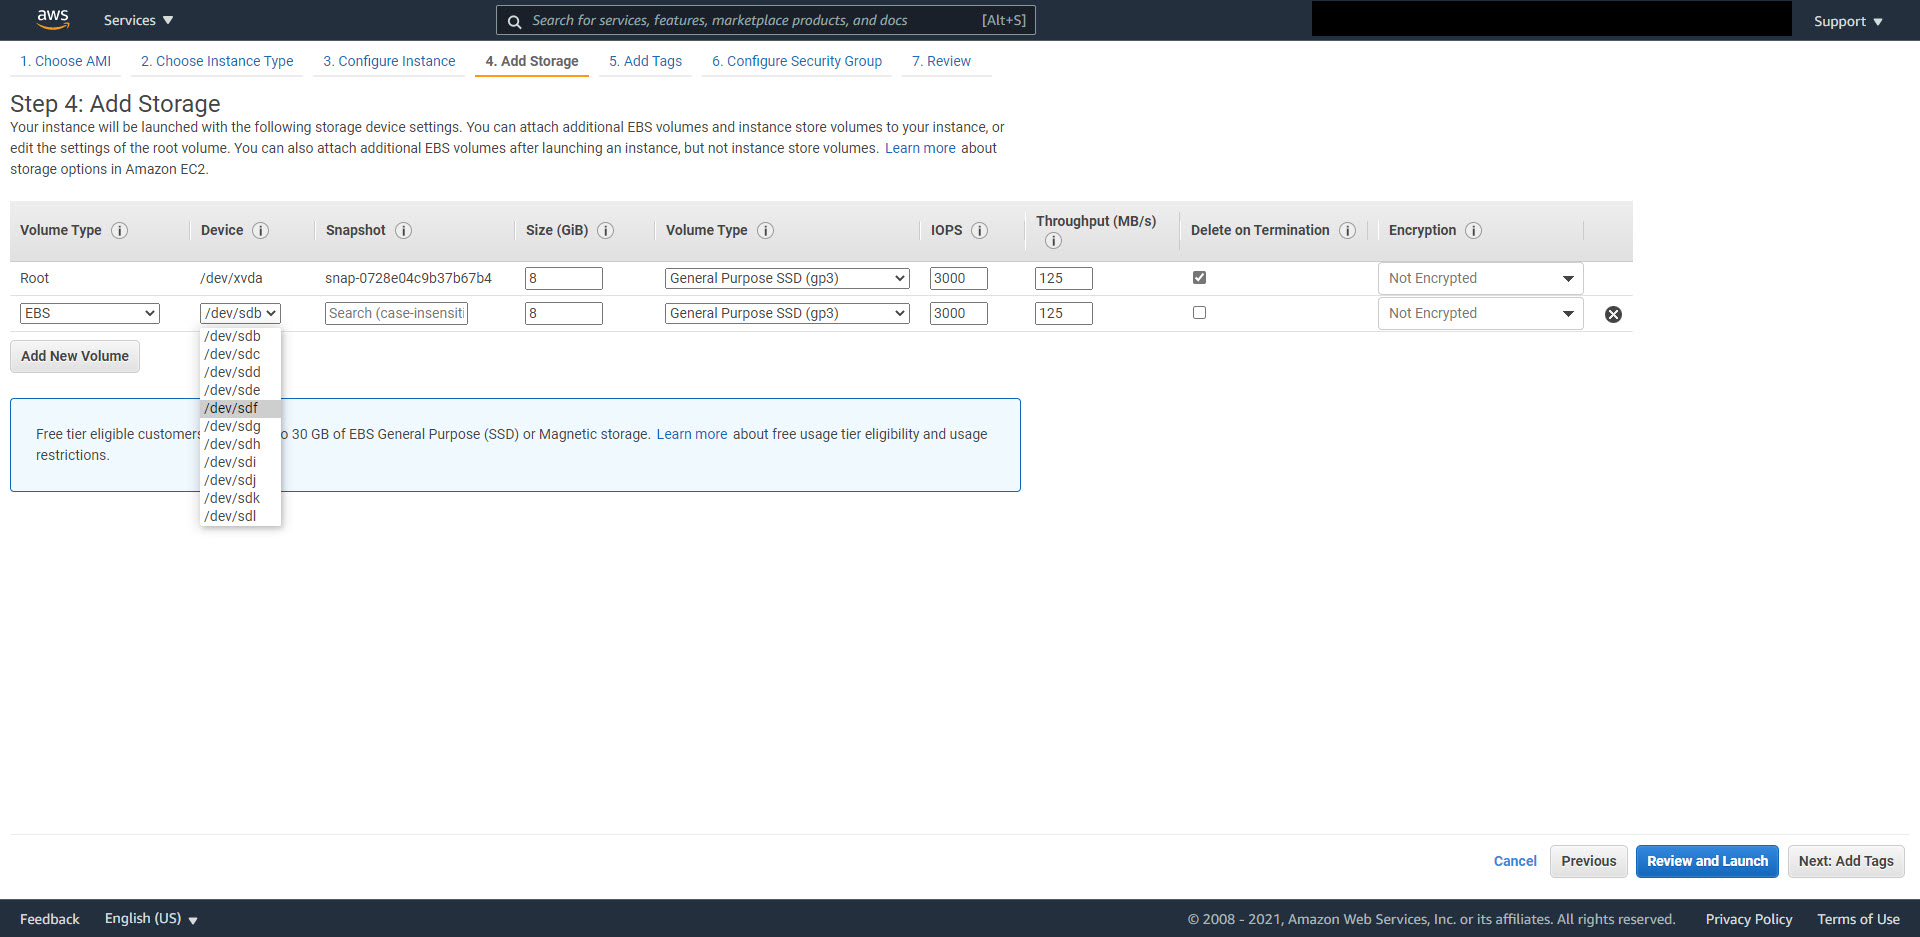 aws Services Search for services, features, marketplace products, and docs [Alt+S] Support
1. Choose AMI 2. Choose Instance Type 3. Configure Instance 4. Add Storage 5. Add Tags 6. Configure Security Group 7. Review
Step 4: Add Storage
Your instance will be launched with the following storage device settings. You can attach additional EBS volumes and instance store volumes to your instance, or
edit the settings of the root volume. You can also attach additional EBS volumes after launching an instance, but not instance store volumes. Learn more about
storage options in Amazon EC2.
Volume Type i Device i Snapshot i Size (GiB) i Volume Type i IOPS i Throughput (MB/s) i Delete on Termination i Encryption i
Root /dev/xvda snap-0728e04c9b37b67b4 8 General Purpose SSD (gp3) 3000 125 Not Encrypted
EBS /dev/sdb Search (case-insensiti 8 General Purpose SSD (gp3) 3000 125 Not Encrypted
/dev/sdb
Add New Volume /dev/sdc
/dev/sdd
/dev/sde
/dev/sdf
/dev/sdg
Free tier eligible customers o 30 GB of EBS General Purpose (SSD) or Magnetic storage. Learn more about free usage tier eligibility and usage
restrictions.
/dev/sdh
/dev/sdi
/dev/sdj
/dev/sdk
/dev/sdl
Cancel Previous Review and Launch Next: Add Tags
Feedback English (US) © 2008 - 2021, Amazon Web Services, Inc. or its affiliates. All rights reserved. Privacy Policy Terms of Use